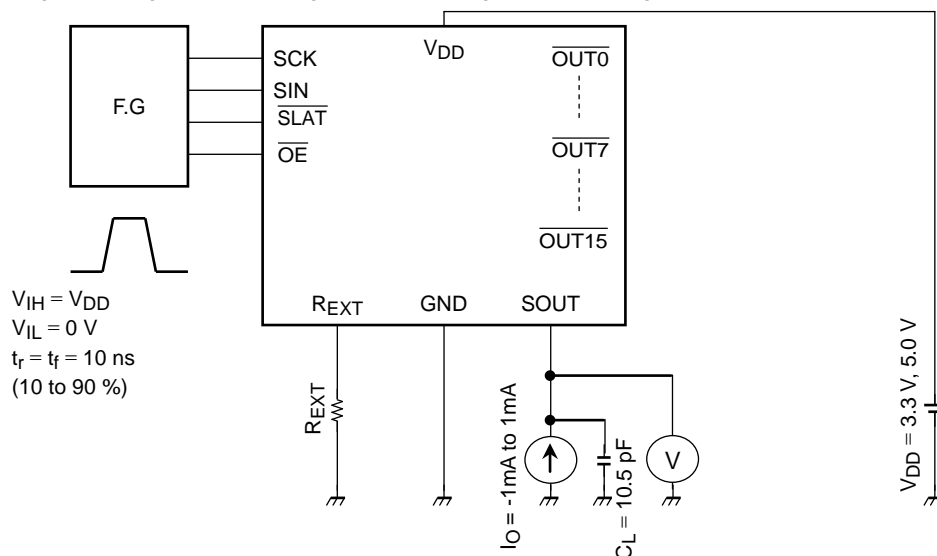 F.G
SCK
SIN
SLAT
OE
VDD
OUT0
OUT7
OUT15
REXT
GND
SOUT
VIH = VDD
VIL = 0 V
tr = tf = 10 ns
(10 to 90 %)
REXT
IO = -1mA to 1mA
CL = 10.5 pF
V
VDD = 3.3 V, 5.0 V